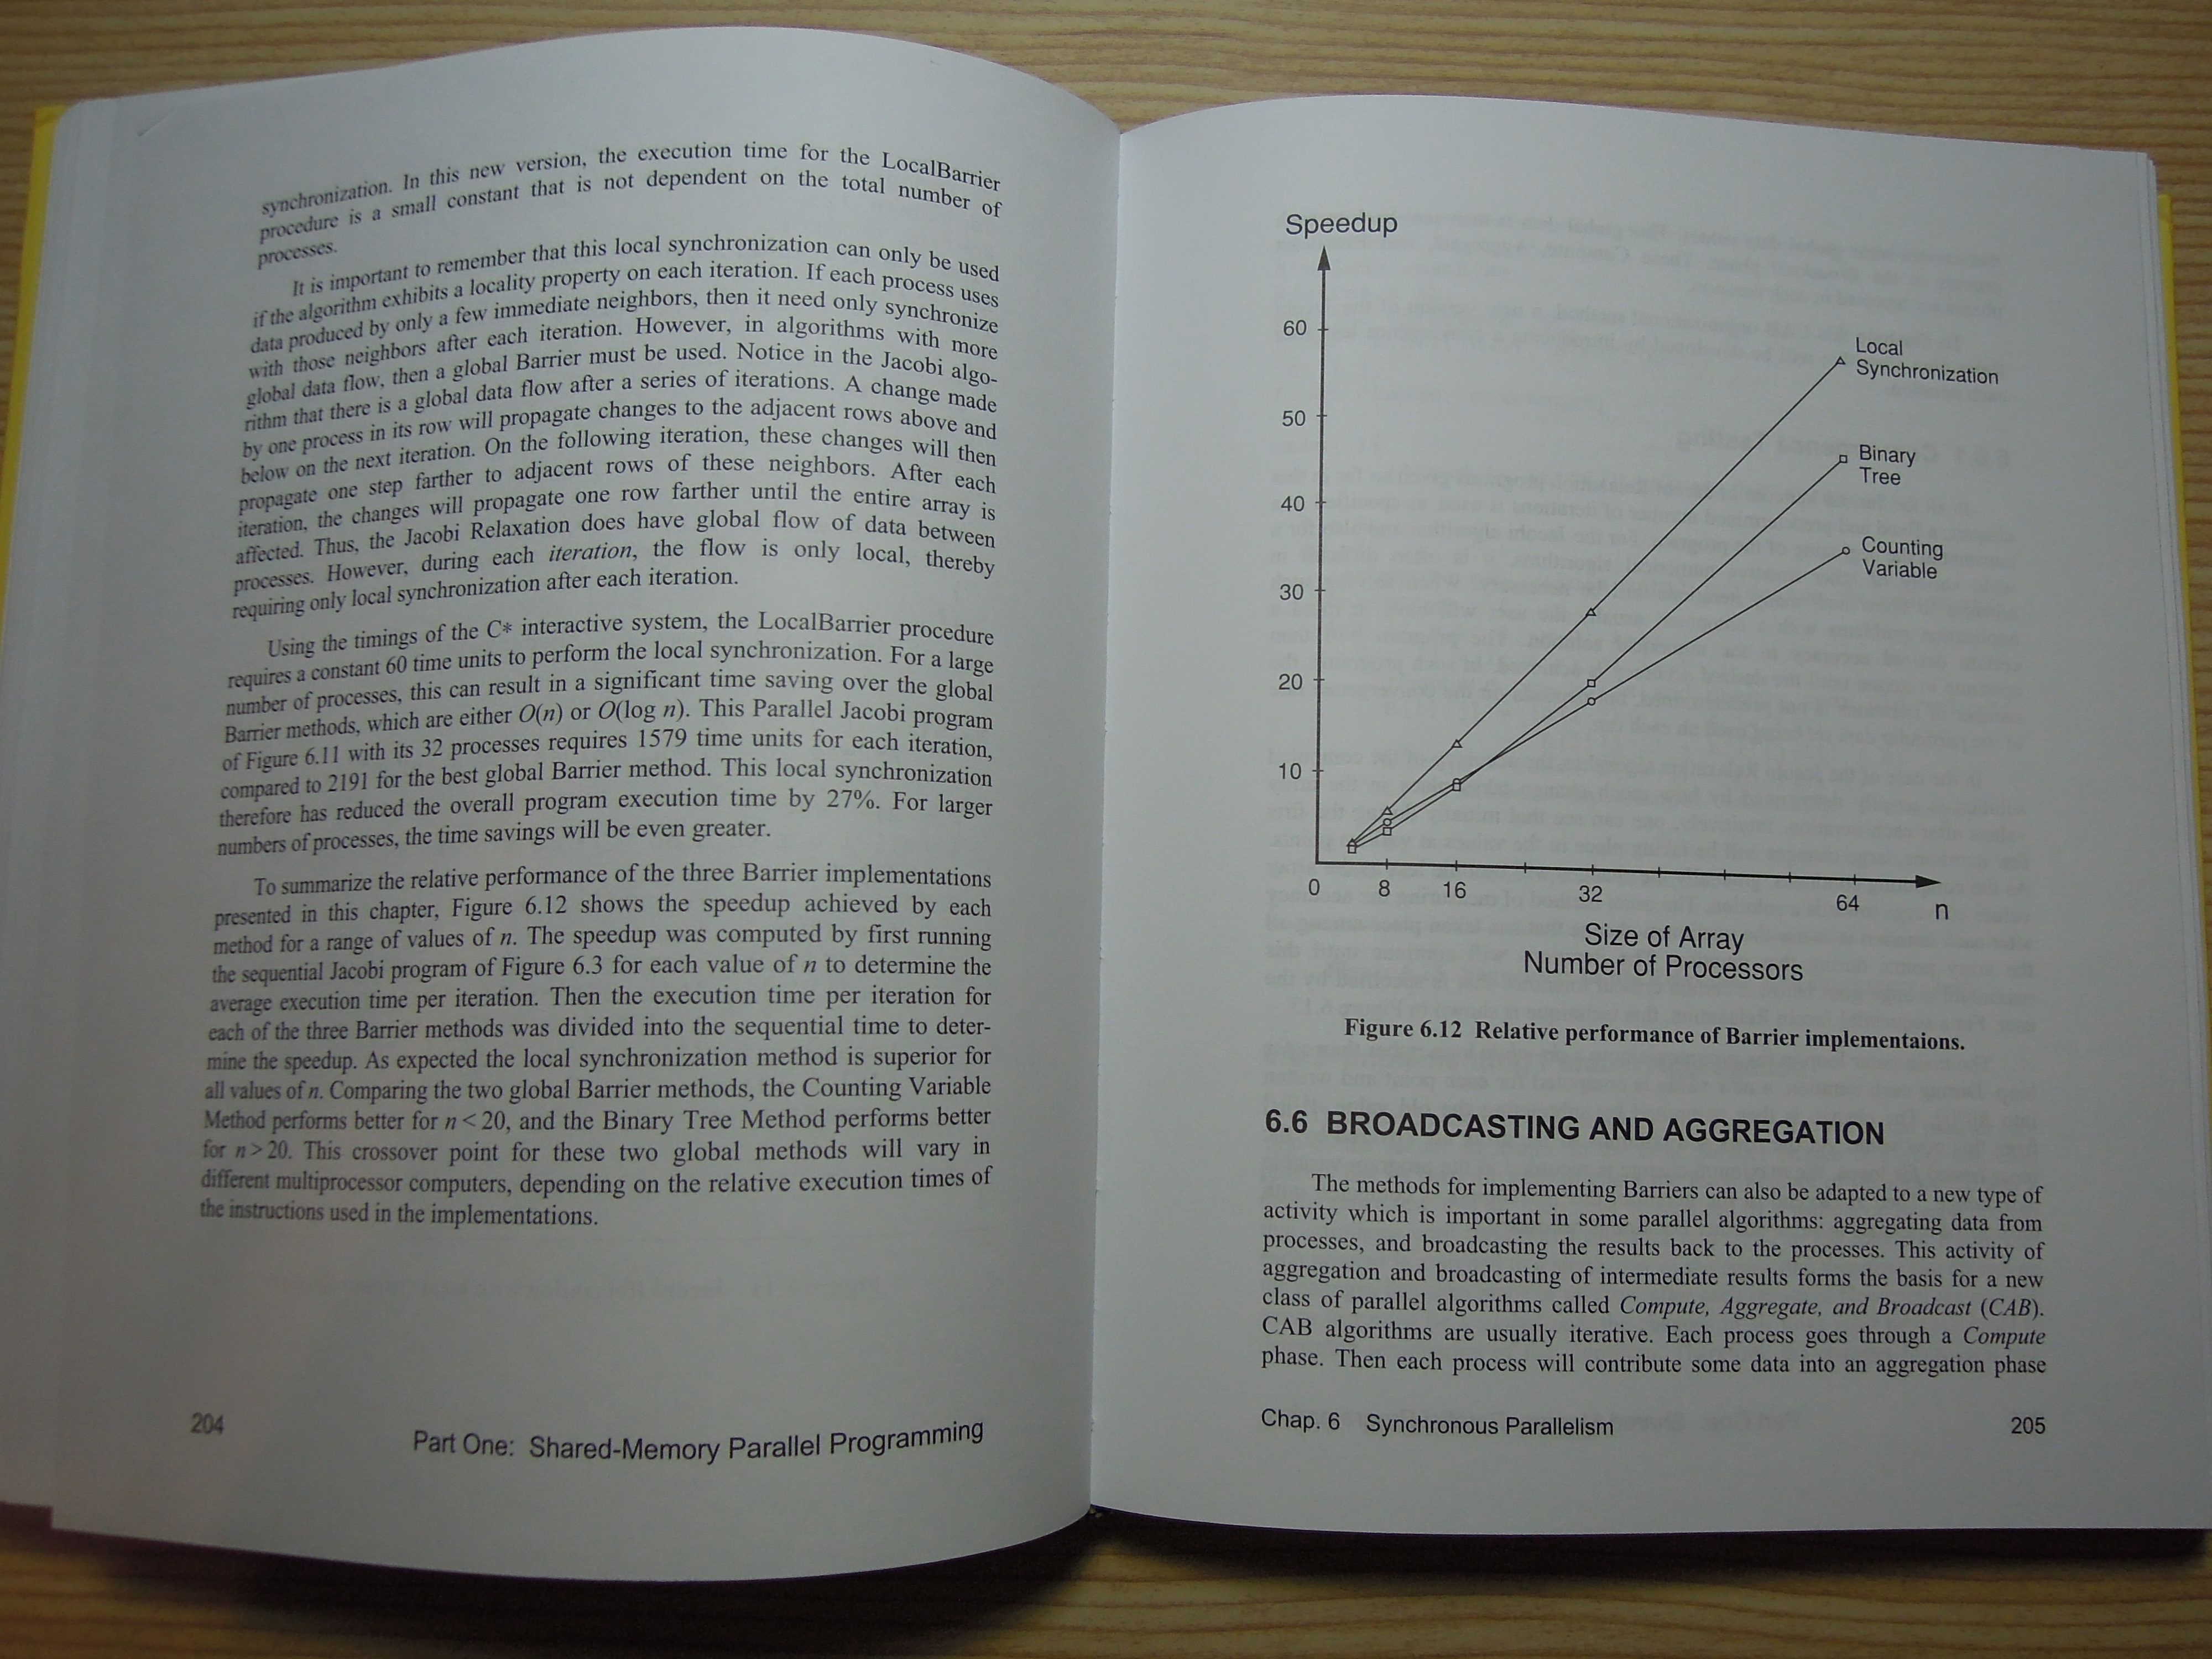 synchronization. In this new version, the execution time for the LocalBarrier
procedure is a small constant that is not dependent on the total number of
processes.
It is important to remember that this local synchronization can only be used
if the algorithm exhibits a locality property on each iteration. If each process uses
data produced by only a few immediate neighbors, then it need only synchronize
with those neighbors after each iteration. However, in algorithms with more
global data flow, then a global Barrier must be used. Notice in the Jacobi algo-
rithm that there is a global data flow after a series of iterations. A change made
by one process in its row will propagate changes to the adjacent rows above and
below on the next iteration. On the following iteration, these changes will then
propagate one step farther to adjacent rows of these neighbors. After each
iteration, the changes will propagate one row farther until the entire array is
affected. Thus, the Jacobi Relaxation does have global flow of data between
processes. However, during each iteration, the flow is only local, thereby
requiring only local synchronization after each iteration.
Using the timings of the C* interactive system, the LocalBarrier procedure
requires a constant 60 time units to perform the local synchronization. For a large
number of processes, this can result in a significant time saving over the global
Barrier methods, which are either O(n) or O(log n). This Parallel Jacobi program
of Figure 6.11 with its 32 processes requires 1579 time units for each iteration,
compared to 2191 for the best global Barrier method. This local synchronization
therefore has reduced the overall program execution time by 27%. For larger
numbers of processes, the time savings will be even greater.
To summarize the relative performance of the three Barrier implementations
presented in this chapter, Figure 6.12 shows the speedup achieved by each
method for a range of values of n. The speedup was computed by first running
the sequential Jacobi program of Figure 6.3 for each value of n to determine the
average execution time per iteration. Then the execution time per iteration for
each of the three Barrier methods was divided into the sequential time to deter-
mine the speedup. As expected the local synchronization method is superior for
all values of n. Comparing the two global Barrier methods, the Counting Variable
Method performs better for n < 20, and the Binary Tree Method performs better
for n > 20. This crossover point for these two global methods will vary in
different multiprocessor computers, depending on the relative execution times of
the instructions used in the implementations.
204
Part One: Shared-Memory Parallel Programming
Speedup
60
50
40
30
20
10
Local
Synchronization
Binary
Tree
Counting
Variable
0 8 16 32 64 n
Size of Array
Number of Processors
Figure 6.12 Relative performance of Barrier implementaions.
6.6 BROADCASTING AND AGGREGATION
The methods for implementing Barriers can also be adapted to a new type of
activity which is important in some parallel algorithms: aggregating data from
processes, and broadcasting the results back to the processes. This activity of
aggregation and broadcasting of intermediate results forms the basis for a new
class of parallel algorithms called Compute, Aggregate, and Broadcast (CAB).
CAB algorithms are usually iterative. Each process goes through a Compute
phase. Then each process will contribute some data into an aggregation phase
Chap. 6 Synchronous Parallelism 205